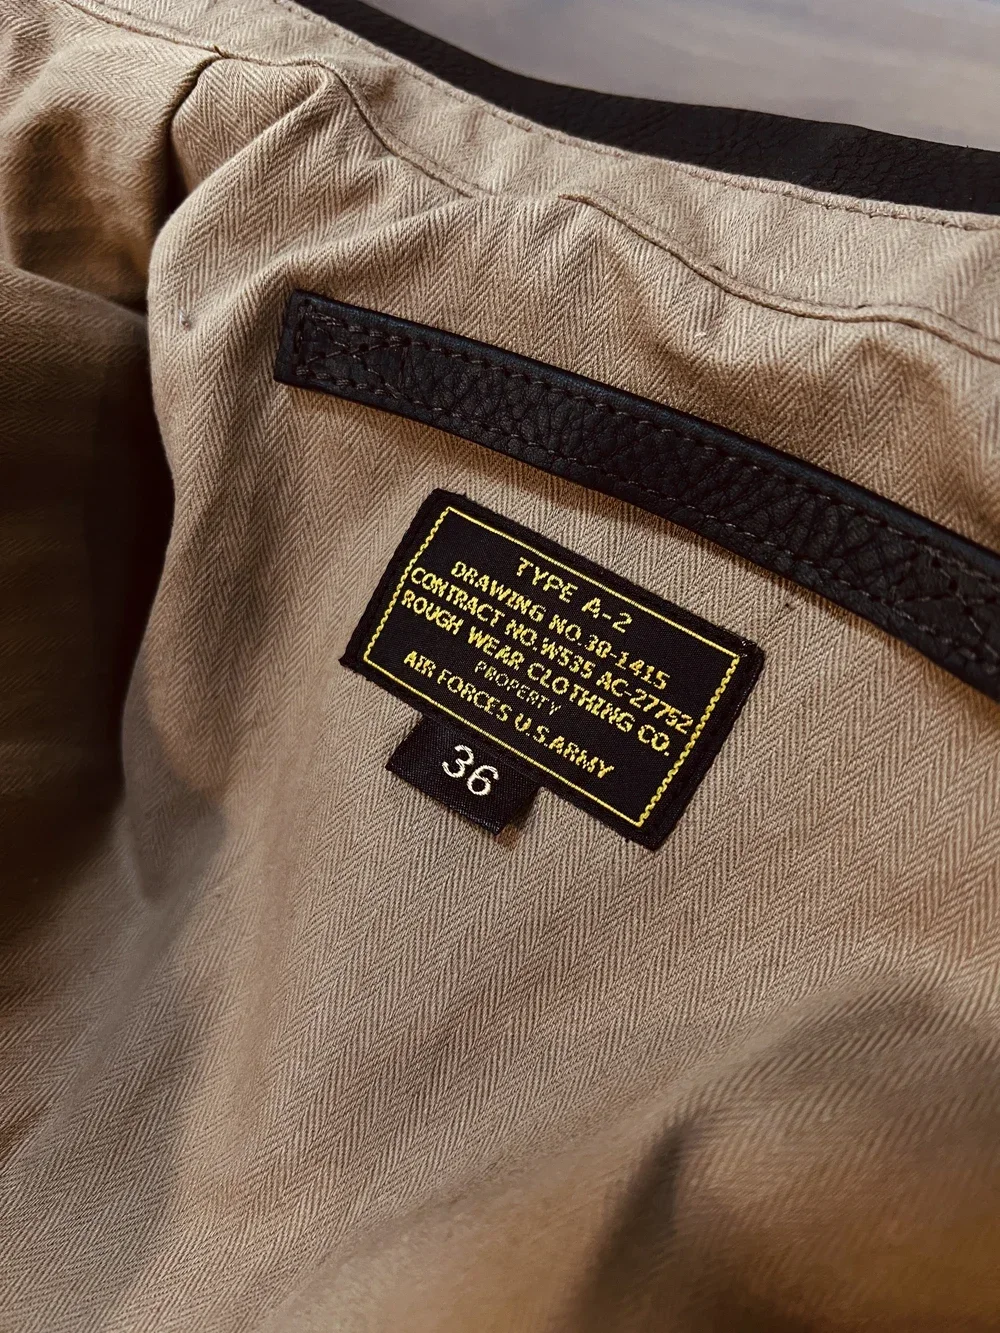 TYPE A-2
DRAWING NO.30-1415
CONTRACT NO.W535 AC-27752
ROUGH WEAR CLOTHING CO.
PROPERTY
AIR FORCES U.S.ARMY
36